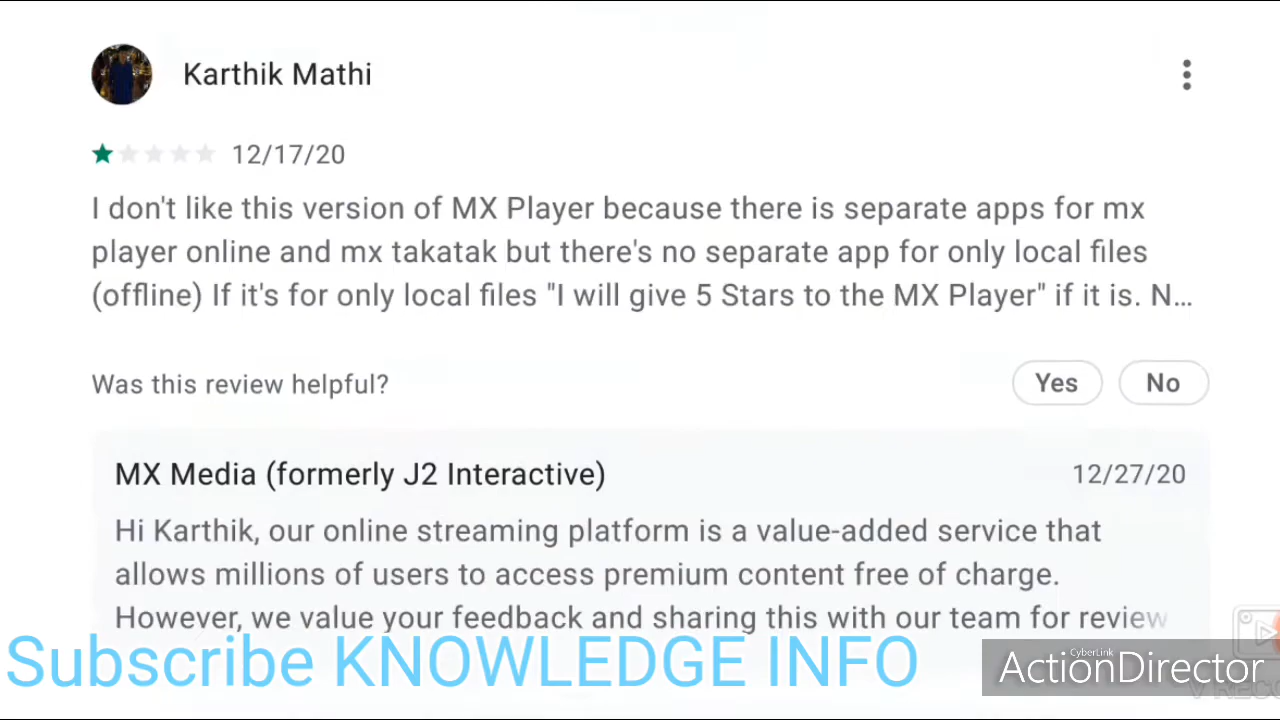 Karthik Mathi
12/17/20
I don't like this version of MX Player because there is separate apps for mx
player online and mx takatak but there's no separate app for only local files
(offline) If it's for only local files "I will give 5 Stars to the MX Player" if it is. N...
Was this review helpful?
Yes
No
MX Media (formerly J2 Interactive)
12/27/20
Hi Karthik, our online streaming platform is a value-added service that
allows millions of users to access premium content free of charge.
However, we value your feedback and sharing this with our team for review
Subscribe KNOWLEDGE INFO
CyberLink
ActionDirector